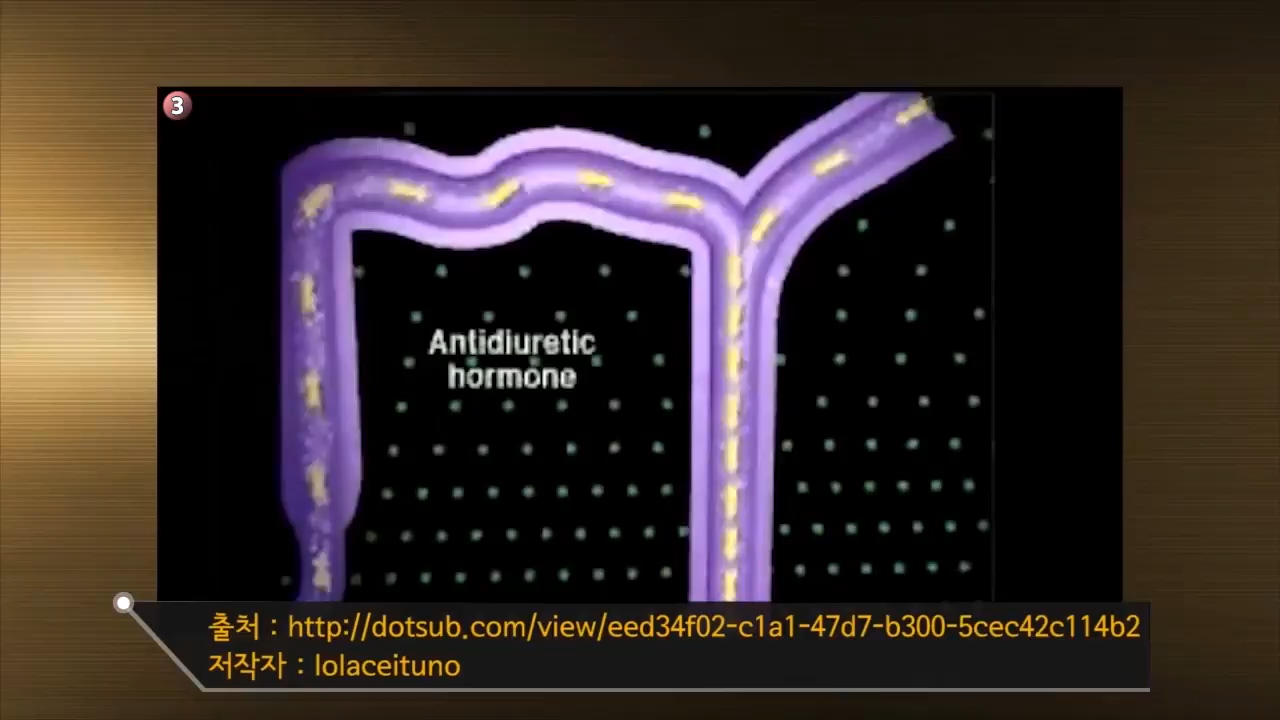 3
Antidiuretic
hormone
출처 : http://dotsub.com/view/eed34f02-c1a1-47d7-b300-5cec42c114b2
저작자 : lolaceituno